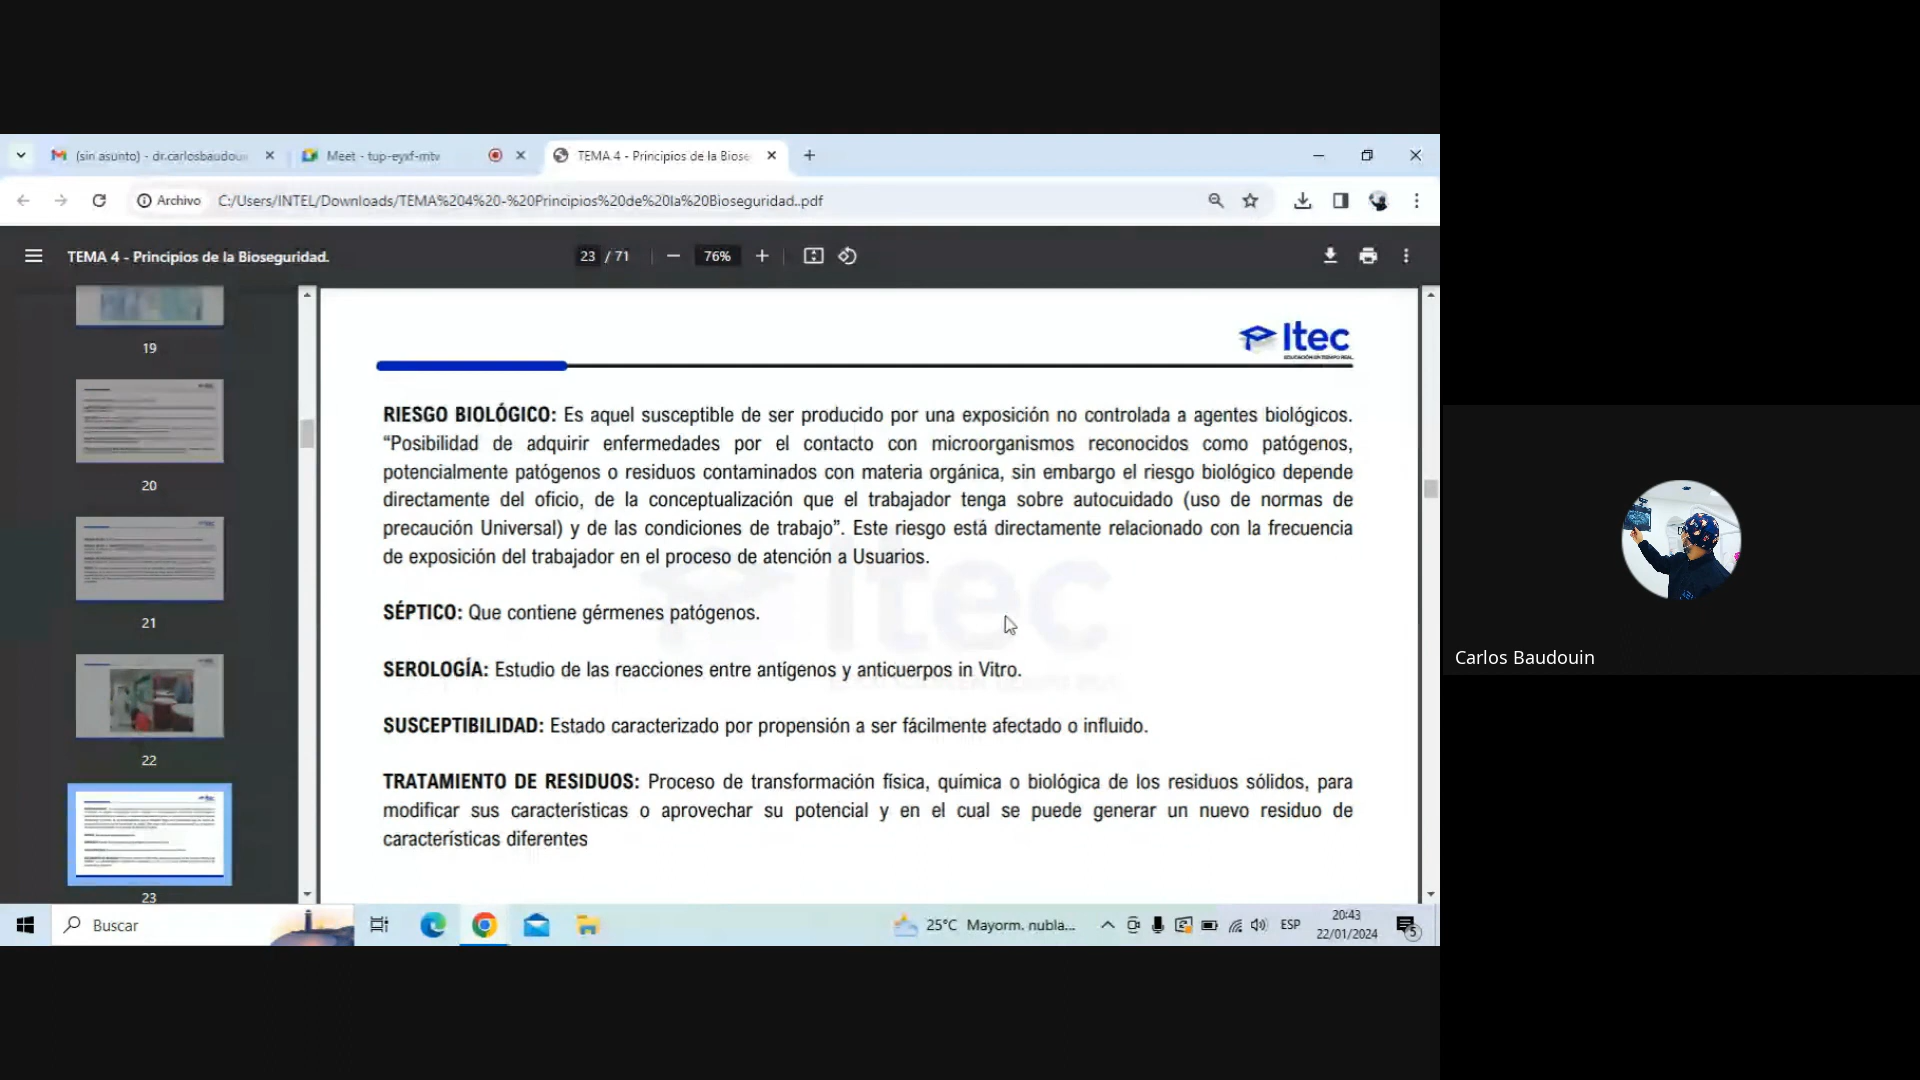 (sin asunto) - dr.carlosbaudoui
Meet - tup-eyxf-mtv
TEMA 4 - Principios de la Biose
Archivo
C:/Users/INTEL/Downloads/TEMA%204%20-%20Principios%20de%20la%20Bioseguridad..pdf
TEMA 4 - Principios de la Bioseguridad.
23 / 71
76%
19
20
21
22
23
Itec
EDUCACIÓN EN TIEMPO REAL
RIESGO BIOLÓGICO: Es aquel susceptible de ser producido por una exposición no controlada a agentes biológicos.
“Posibilidad de adquirir enfermedades por el contacto con microorganismos reconocidos como patógenos,
potencialmente patógenos o residuos contaminados con materia orgánica, sin embargo el riesgo biológico depende
directamente del oficio, de la conceptualización que el trabajador tenga sobre autocuidado (uso de normas de
precaución Universal) y de las condiciones de trabajo”. Este riesgo está directamente relacionado con la frecuencia
de exposición del trabajador en el proceso de atención a Usuarios.
SÉPTICO: Que contiene gérmenes patógenos.
SEROLOGÍA: Estudio de las reacciones entre antígenos y anticuerpos in Vitro.
SUSCEPTIBILIDAD: Estado caracterizado por propensión a ser fácilmente afectado o influido.
TRATAMIENTO DE RESIDUOS: Proceso de transformación física, química o biológica de los residuos sólidos, para
modificar sus características o aprovechar su potencial y en el cual se puede generar un nuevo residuo de
características diferentes
Itec
Carlos Baudouin
Buscar
25°C Mayorm. nubla...
ESP
20:43
22/01/2024
5